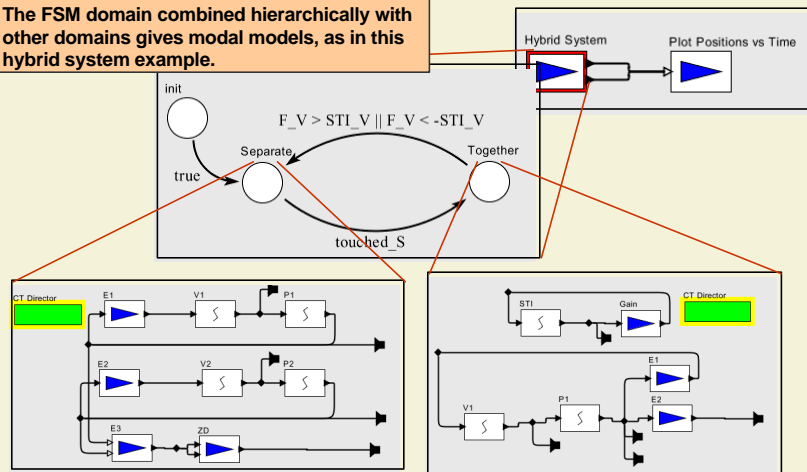 The FSM domain combined hierarchically with
other domains gives modal models, as in this
hybrid system example.
Hybrid System
Plot Positions vs Time
init
F_V > STI_V || F_V < -STI_V
Separate
Together
true
touched_S
CT Director
E1
V1
P1
E2
V2
P2
E3
ZD
STI
Gain
CT Director
E1
V1
P1
E2